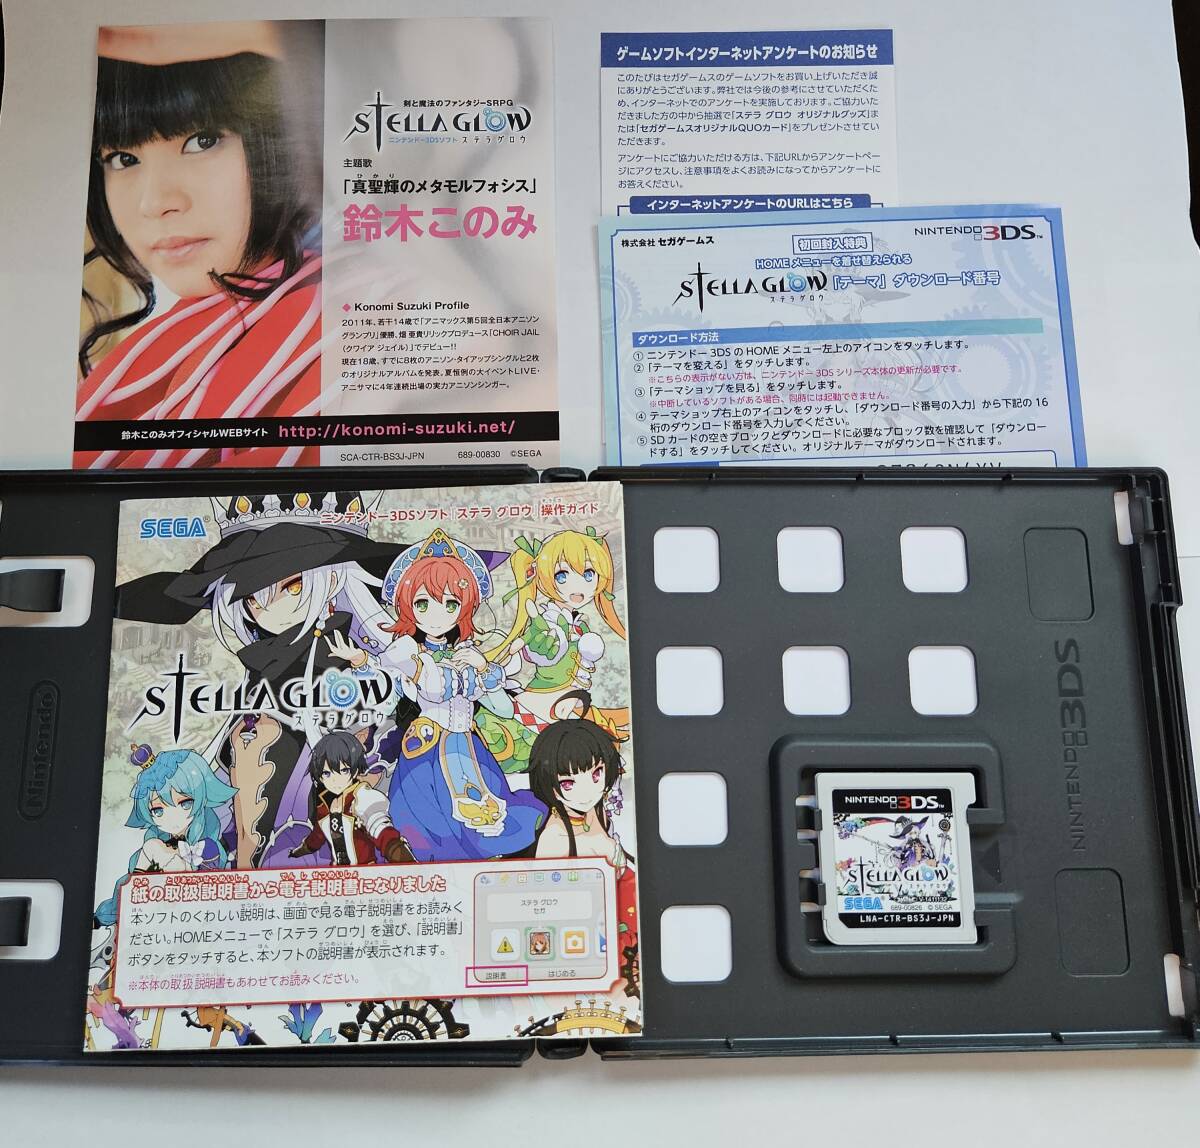 剣と魔法のファンタジーSRPG
STELLA GLOW
ニンテンドー3DSソフト ステラ グロウ
主題歌
ひかり
「真聖輝のメタモルフォシス」
鈴木このみ
◆ Konomi Suzuki Profile
2011年、若干14歳で「アニマックス第5回全日本アニソン
グランプリ」優勝、畑 亜貴リリックプロデュース「CHOIR JAIL
(クワイア ジェイル)」でデビュー!!
現在18歳、すでに8枚のアニソン・タイアップシングルと2枚
のオリジナルアルバムを発表。夏恒例の大イベントLIVE・
アニサマに4年連続出場の実力アニソンシンガー。
鈴木このみオフィシャルWEBサイト http://konomi-suzuki.net/
SCA-CTR-BS3J-JPN 689-00830 ©SEGA
ゲームソフトインターネットアンケートのお知らせ
このたびはセガゲームスのゲームソフトをお買い上げいただき誠
にありがとうございます。弊社では今後の参考にさせていただくた
め、インターネットでのアンケートを実施しております。ご協力いた
だきました方の中から抽選で「ステラ グロウ オリジナルグッズ」ま
たは「セガゲームスオリジナルQUOカード」をプレゼントさせてい
ただきます。
アンケートにご協力いただける方は、下記URLからアンケートペー
ジにアクセスし、注意事項をよくお読みになってからアンケートに
お答えください。
インターネットアンケートのURLはこちら
株式会社 セガゲームス
初回封入特典
NINTENDO3DS™
HOMEメニューを着せ替えられる
STELLA GLOW 「テーマ」ダウンロード番号
ステラ グロウ
ダウンロード方法
① ニンテンドー3DSのHOMEメニュー左上のアイコンをタッチします。
② 「テーマを変える」をタッチします。
※こちらの表示がない方は、ニンテンドー3DSシリーズ本体の更新が必要です。
③ 「テーマショップを見る」をタッチします。
※中断しているソフトがある場合、同時には起動できません。
④ テーマショップ右上のアイコンをタッチし、「ダウンロード番号の入力」から下記の16
桁のダウンロード番号を入力してください。
⑤ SDカードの空きブロックとダウンロードに必要なブロック数を確認して「ダウンロー
ドする」をタッチしてください。オリジナルテーマがダウンロードされます。
SEGA®
ニンテンドー3DSソフト「ステラ グロウ」操作ガイド
STELLA GLOW™
ステラ グロウ
紙の取扱説明書から電子説明書になりました
本ソフトのくわしい説明は、画面で見る電子説明書をお読みく
ださい。HOMEメニューで「ステラ グロウ」を選び、「説明書」
ボタンをタッチすると、本ソフトの説明書が表示されます。
※本体の取扱説明書もあわせてお読みください。
ステラ グロウ
セガ
説明書
はじめる
Nintendo
NINTENDO3DS
NINTENDO3DS™
STELLA GLOW
ステラ グロウ
SEGA
689-00826 © SEGA
LNA-CTR-BS3J-JPN